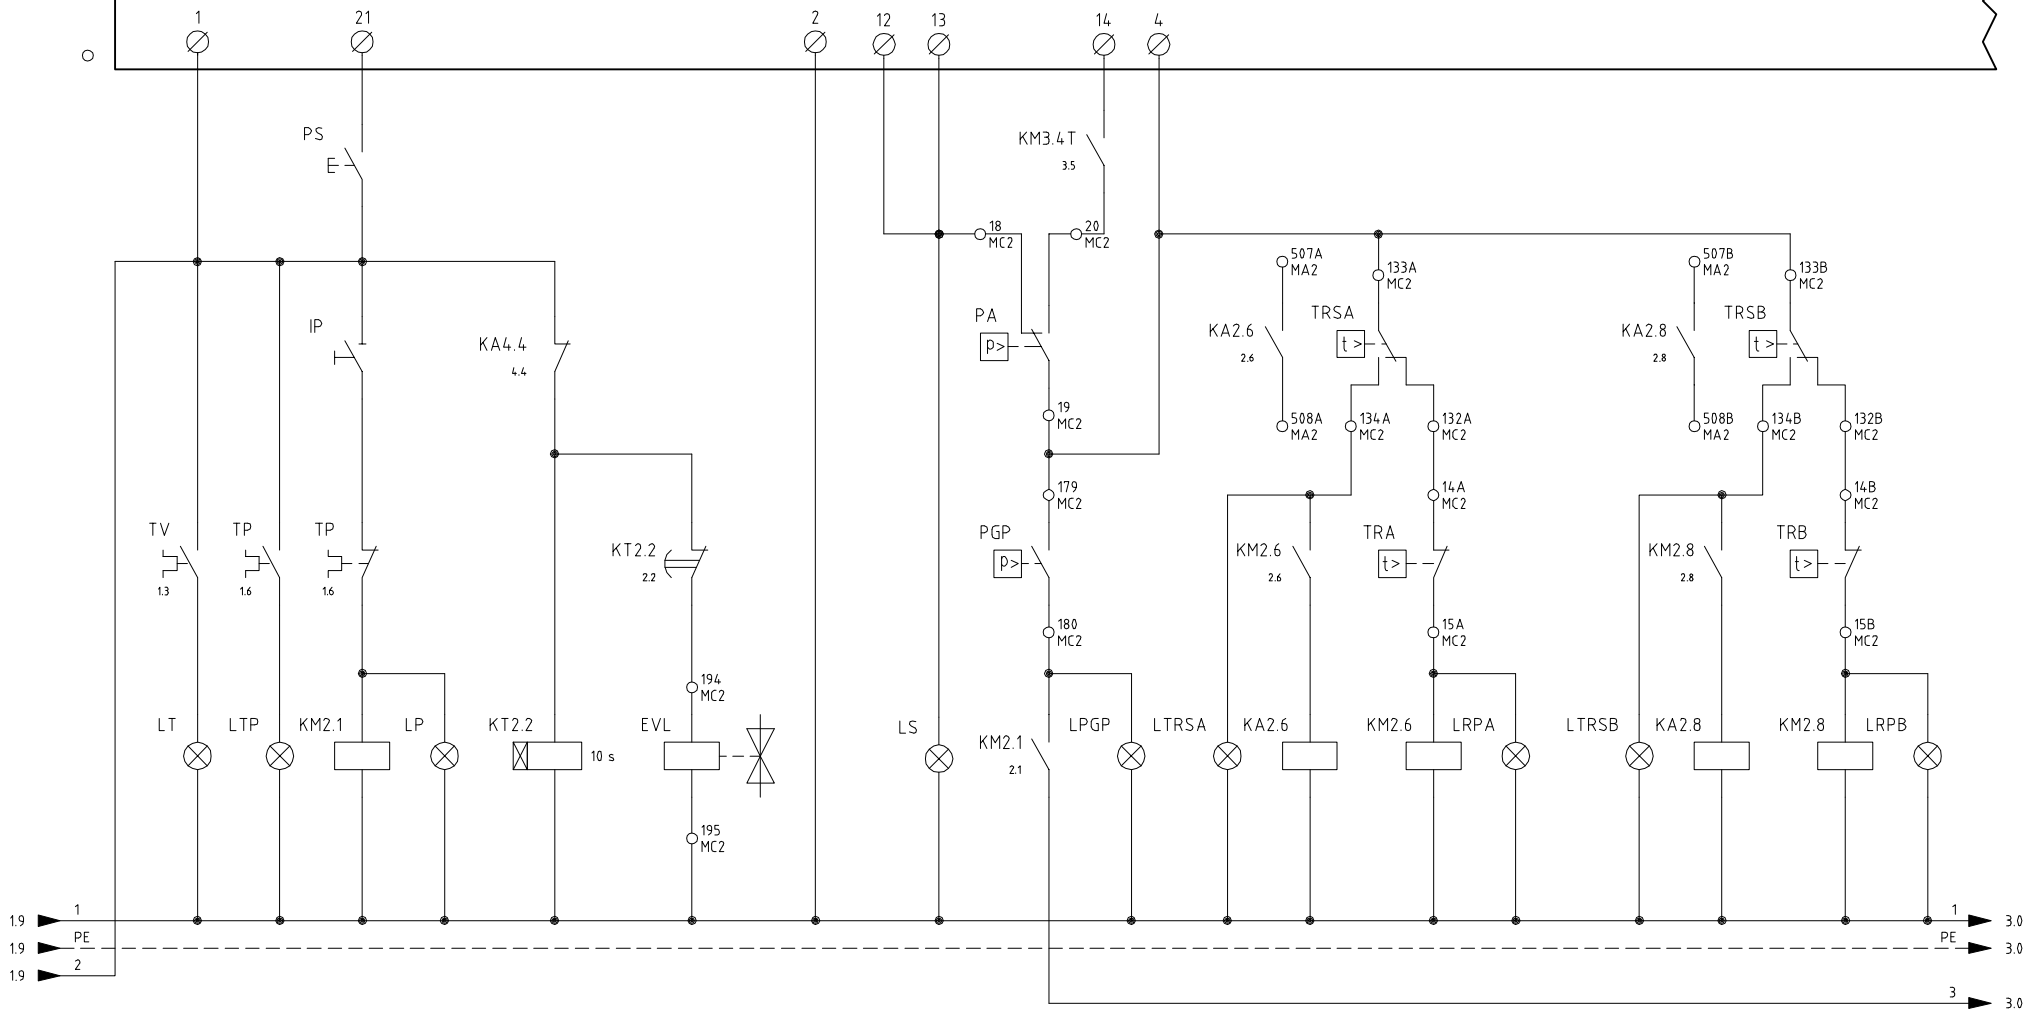 1
21
2
12
13
14
4
PS
KM3.4T
3.5
18
MC2
20
MC2
507A
MA2
133A
MC2
507B
MA2
133B
MC2
IP
KA4.4
4.4
PA
p>
KA2.6
2.6
TRSA
t>
KA2.8
2.8
TRSB
t>
19
MC2
508A
MA2
134A
MC2
132A
MC2
508B
MA2
134B
MC2
132B
MC2
179
MC2
14A
MC2
14B
MC2
TV
1.3
TP
1.6
TP
1.6
KT2.2
2.2
PGP
p>
KM2.6
2.6
TRA
t>
KM2.8
2.8
TRB
t>
180
MC2
15A
MC2
15B
MC2
194
MC2
LT
LTP
KM2.1
LP
KT2.2
10 s
EVL
LS
KM2.1
2.1
LPGP
LTRSA
KA2.6
KM2.6
LRPA
LTRSB
KA2.8
KM2.8
LRPB
195
MC2
1.9
1
1
3.0
1.9
PE
PE
3.0
1.9
2
3
3.0